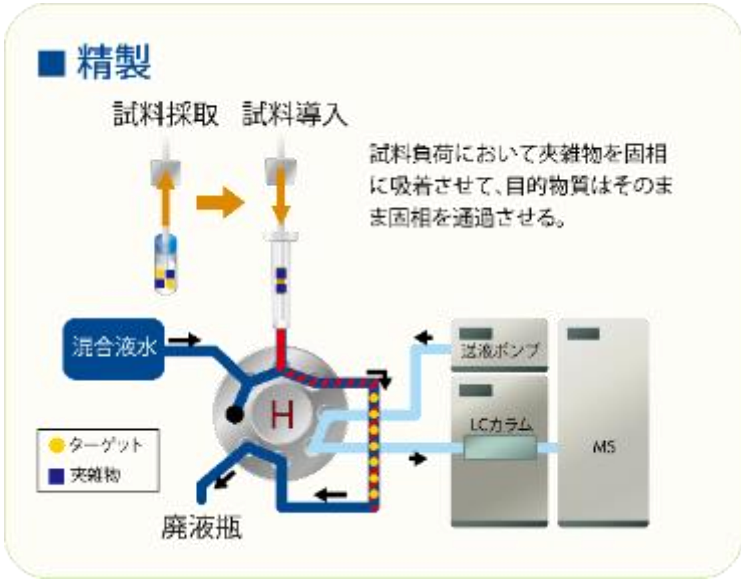 ■ 精製
試料採取
試料導入
試料負荷において夾雑物を固相
に吸着させて、目的物質はそのま
ま固相を通過させる。
混合液水
送液ポンプ
H
LCカラム
MS
ターゲット
夾雑物
廃液瓶